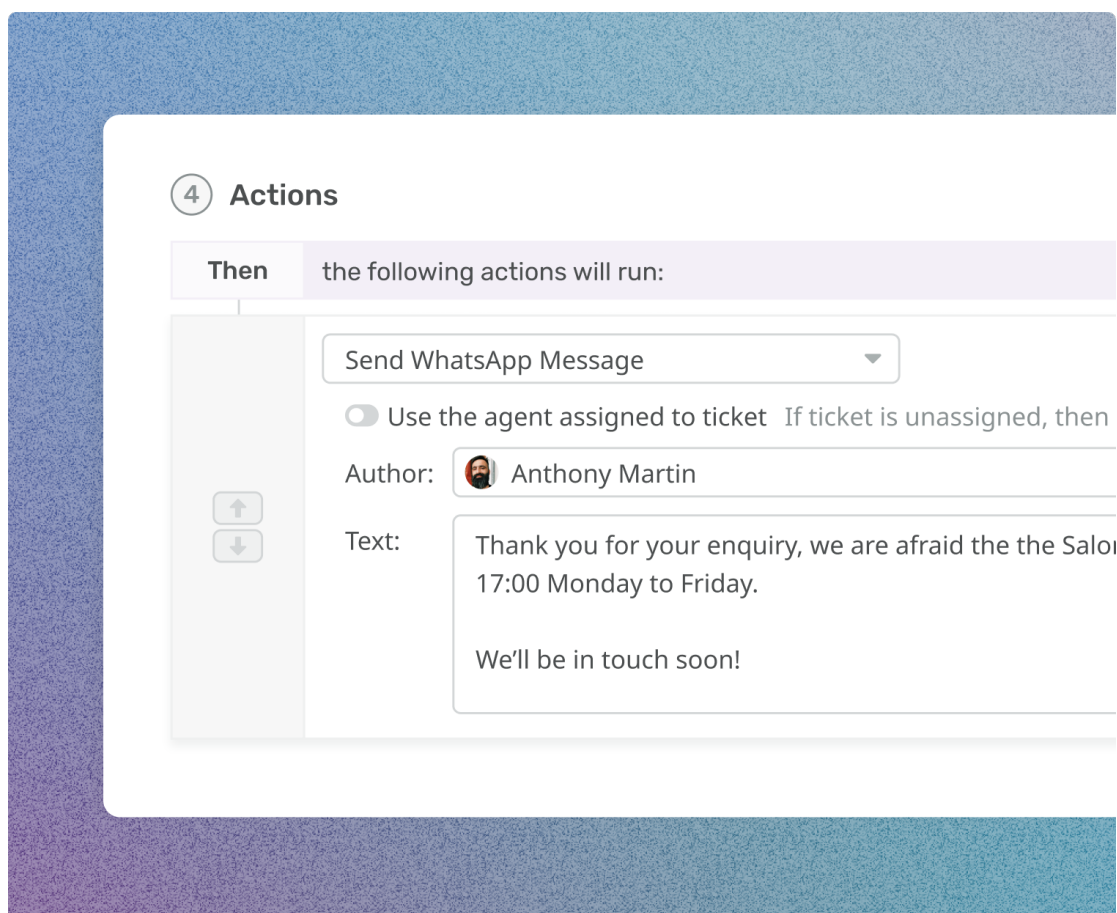 4 Actions
Then the following actions will run:
Send WhatsApp Message
Use the agent assigned to ticket If ticket is unassigned, then
Author: Anthony Martin
Text: Thank you for your enquiry, we are afraid the the
17:00 Monday to Friday.
We’ll be in touch soon!